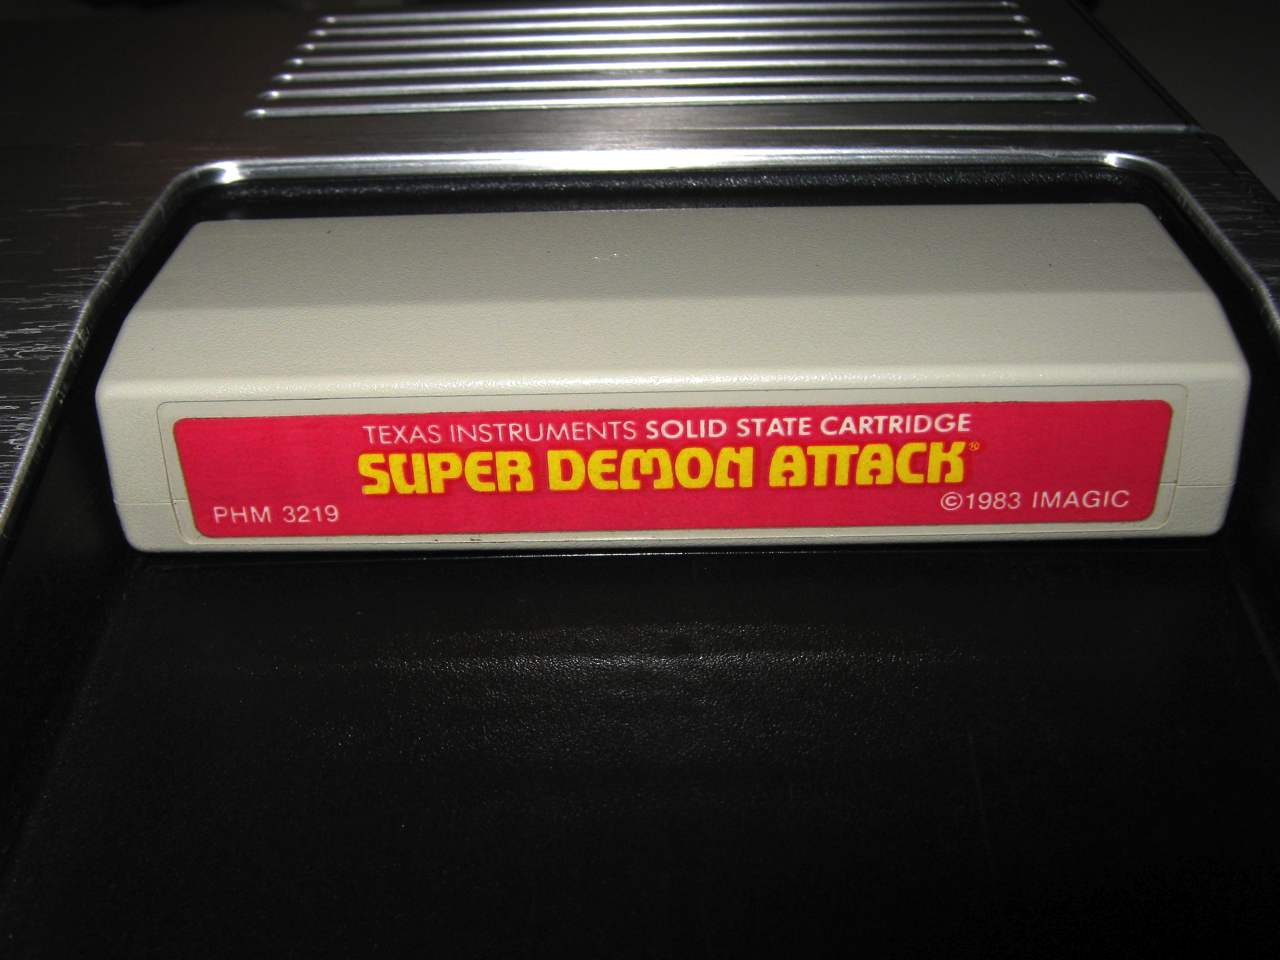 TEXAS INSTRUMENTS SOLID STATE CARTRIDGE
SUPER DEMON ATTACK®
PHM 3219
©1983 IMAGIC